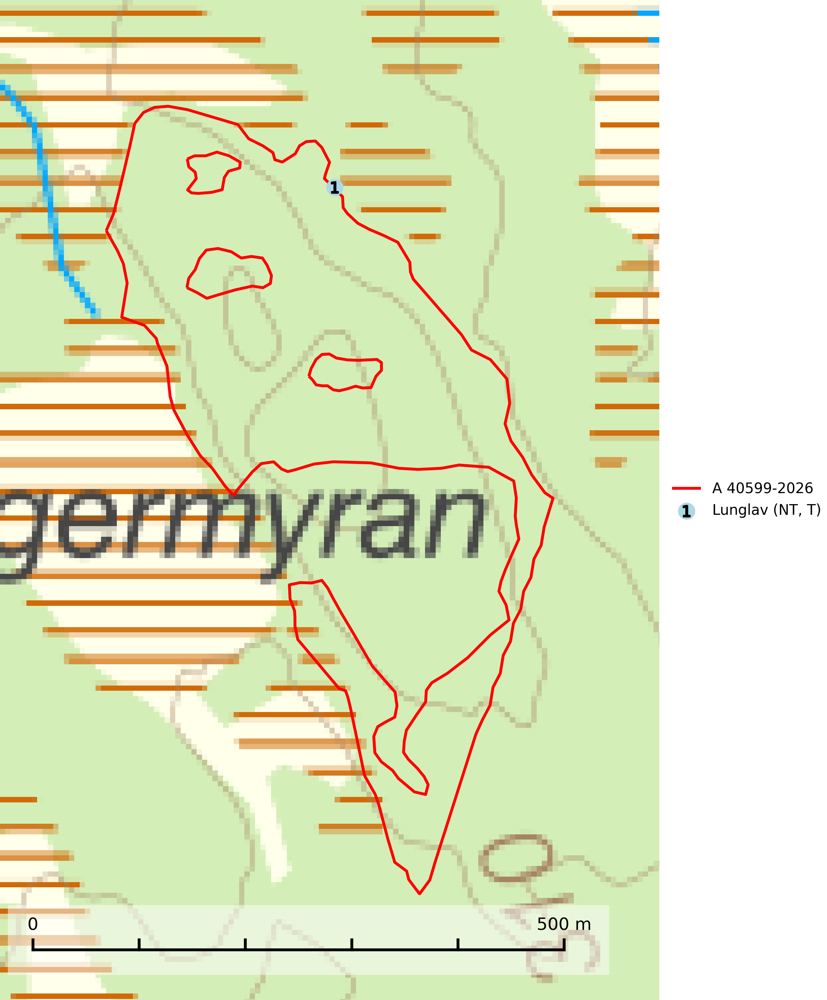 1
A 40599-2026
1 Lunglav (NT, T)
germyran
0 500 m